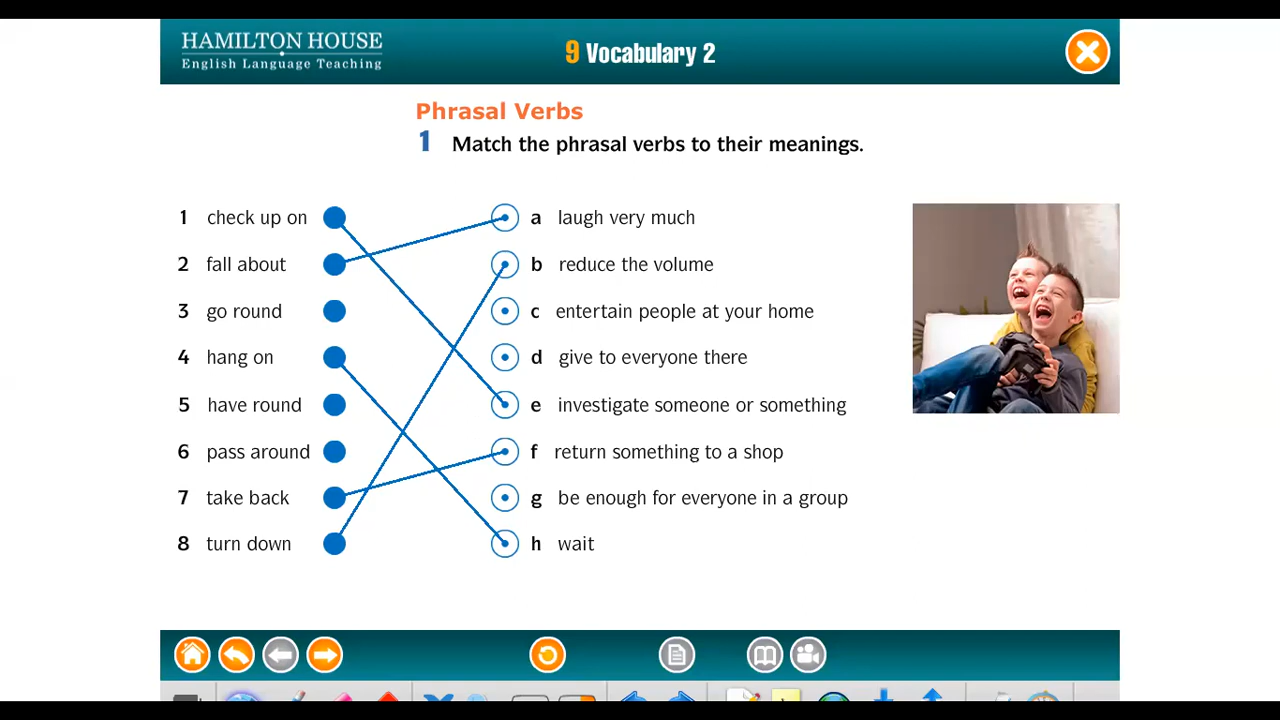 HAMILTON HOUSE
English Language Teaching
9 Vocabulary 2
Phrasal Verbs
1 Match the phrasal verbs to their meanings.
1 check up on
a laugh very much
2 fall about
b reduce the volume
3 go round
c entertain people at your home
4 hang on
d give to everyone there
5 have round
e investigate someone or something
6 pass around
f return something to a shop
7 take back
g be enough for everyone in a group
8 turn down
h wait